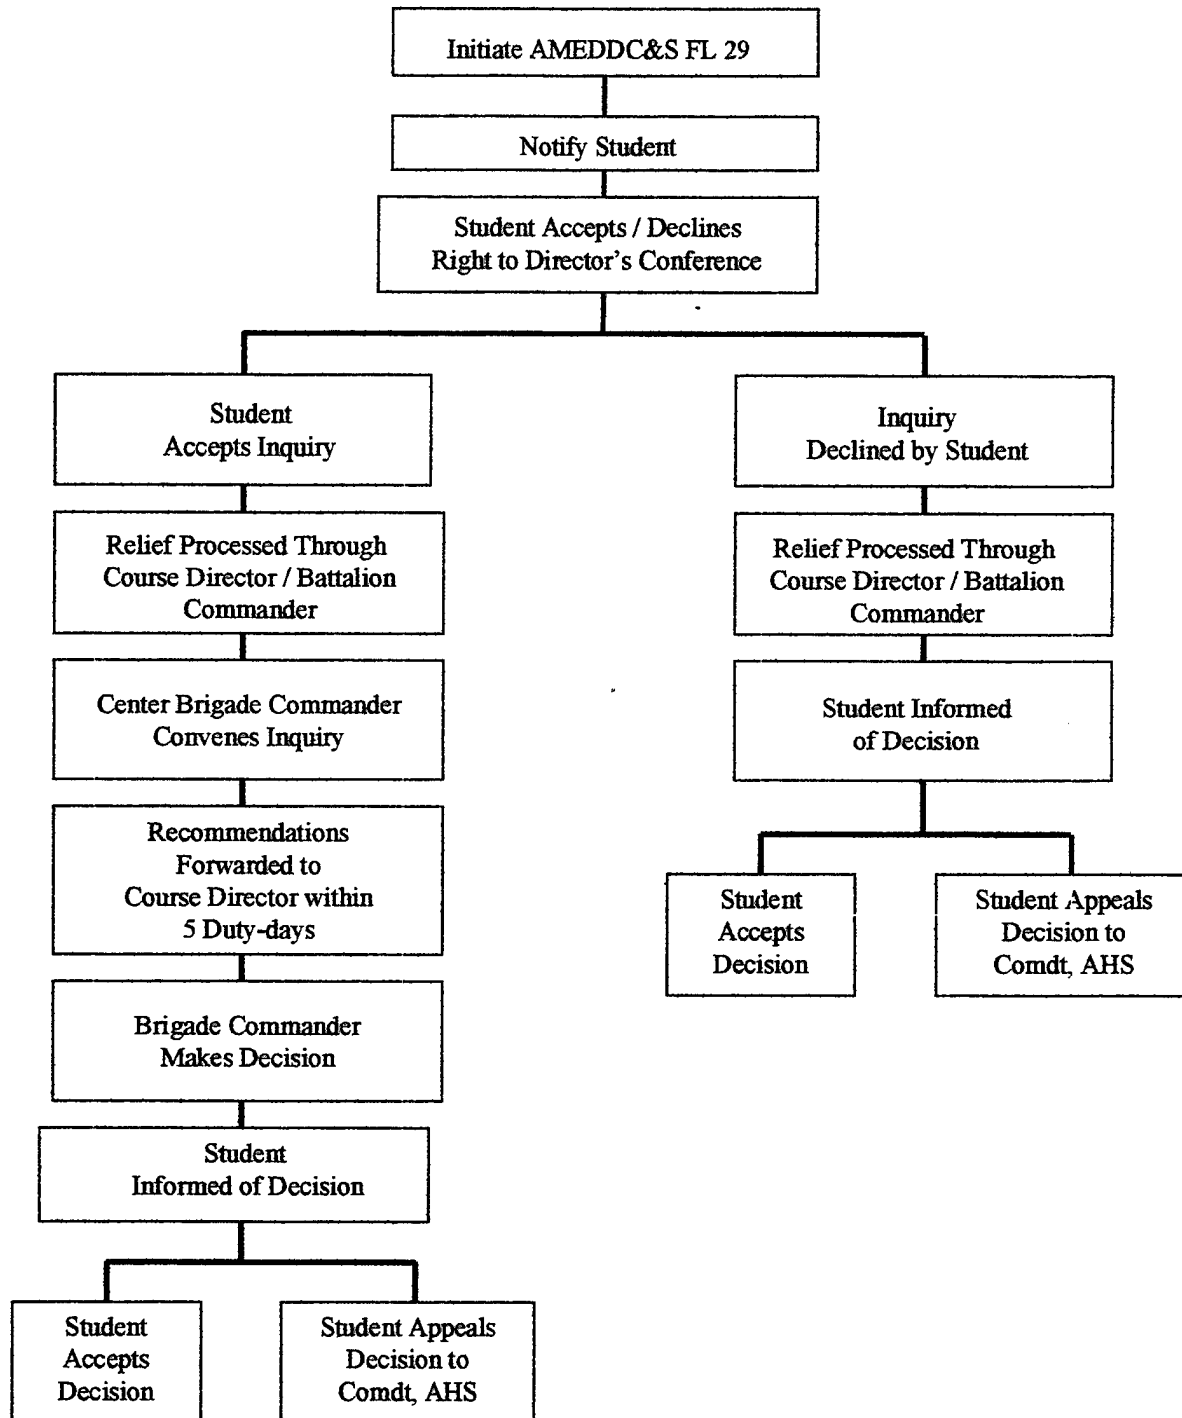 Initiate AMEDDC&S FL 29
Notify Student
Student Accepts / Declines
Right to Director's Conference
Student
Accepts Inquiry
Relief Processed Through
Course Director / Battalion
Commander
Center Brigade Commander
Convenes Inquiry
Recommendations
Forwarded to
Course Director within
5 Duty-days
Brigade Commander
Makes Decision
Student
Informed of Decision
Student
Accepts
Decision
Student Appeals
Decision to
Comdt, AHS
Inquiry
Declined by Student
Relief Processed Through
Course Director / Battalion
Commander
Student Informed
of Decision
Student
Accepts
Decision
Student Appeals
Decision to
Comdt, AHS